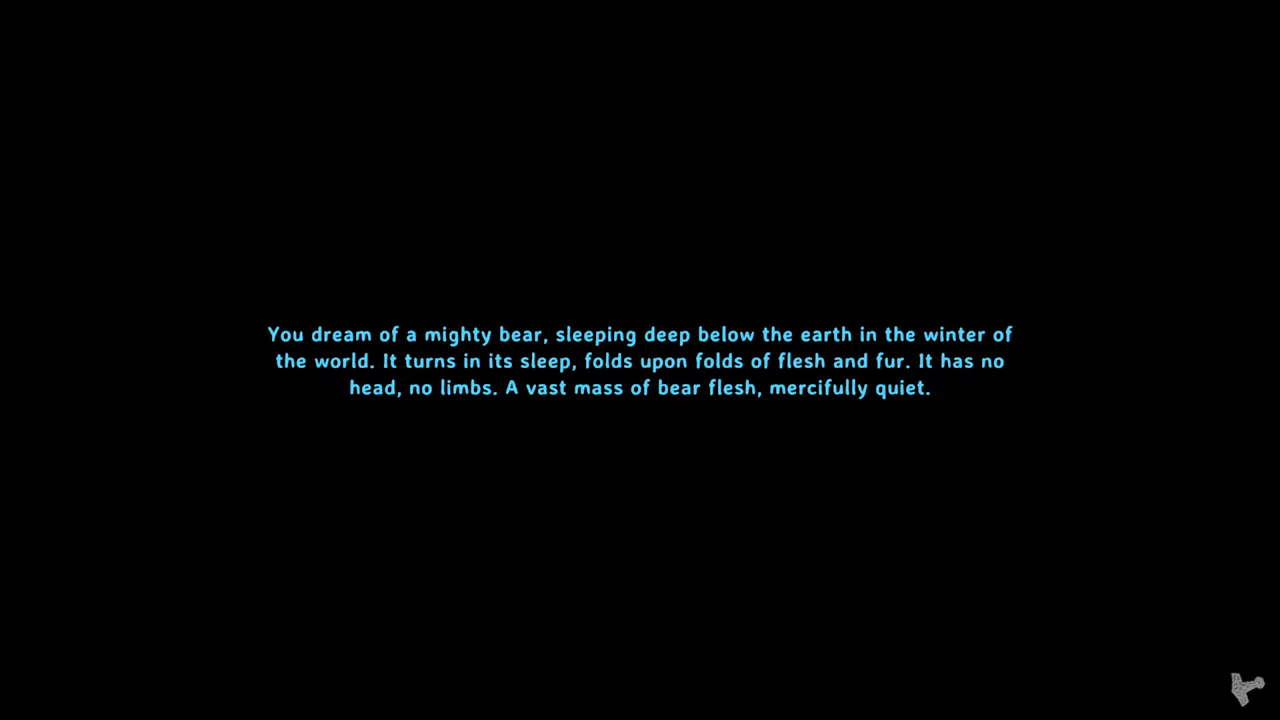 You dream of a mighty bear, sleeping deep below the earth in the winter of
the world. It turns in its sleep, folds upon folds of flesh and fur. It has no
head, no limbs. A vast mass of bear flesh, mercifully quiet.